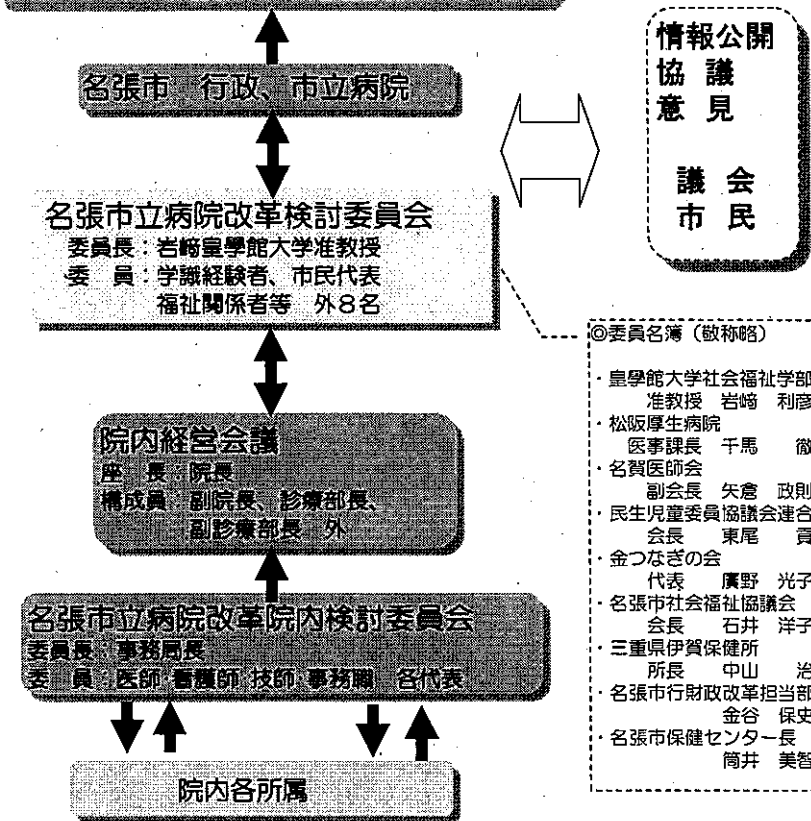 名張市 行政、市立病院
情報公開
協議
意見
議会
市民
名張市立病院改革検討委員会
委員長：岩﨑皇學館大学准教授
委員：学識経験者、市民代表
福祉関係者等 外8名
◎委員名簿（敬称略）
・皇學館大学社会福祉学部
准教授 岩﨑 利彦
・松阪厚生病院
医事課長 千馬 徹
・名賀医師会
副会長 矢倉 政則
・民生児童委員協議会連合
会長 東尾 貢
・金つなぎの会
代表 廣野 光子
・名張市社会福祉協議会
会長 石井 洋子
・三重県伊賀保健所
所長 中山 治
・名張市行財政改革担当部
金谷 保史
・名張市保健センター長
筒井 美智
院内経営会議
座長：院長
構成員：副院長、診療部長、
副診療部長 外
名張市立病院改革院内検討委員会
委員長：事務局長
委員：医師・看護師・技師・事務職 各代表
院内各所属